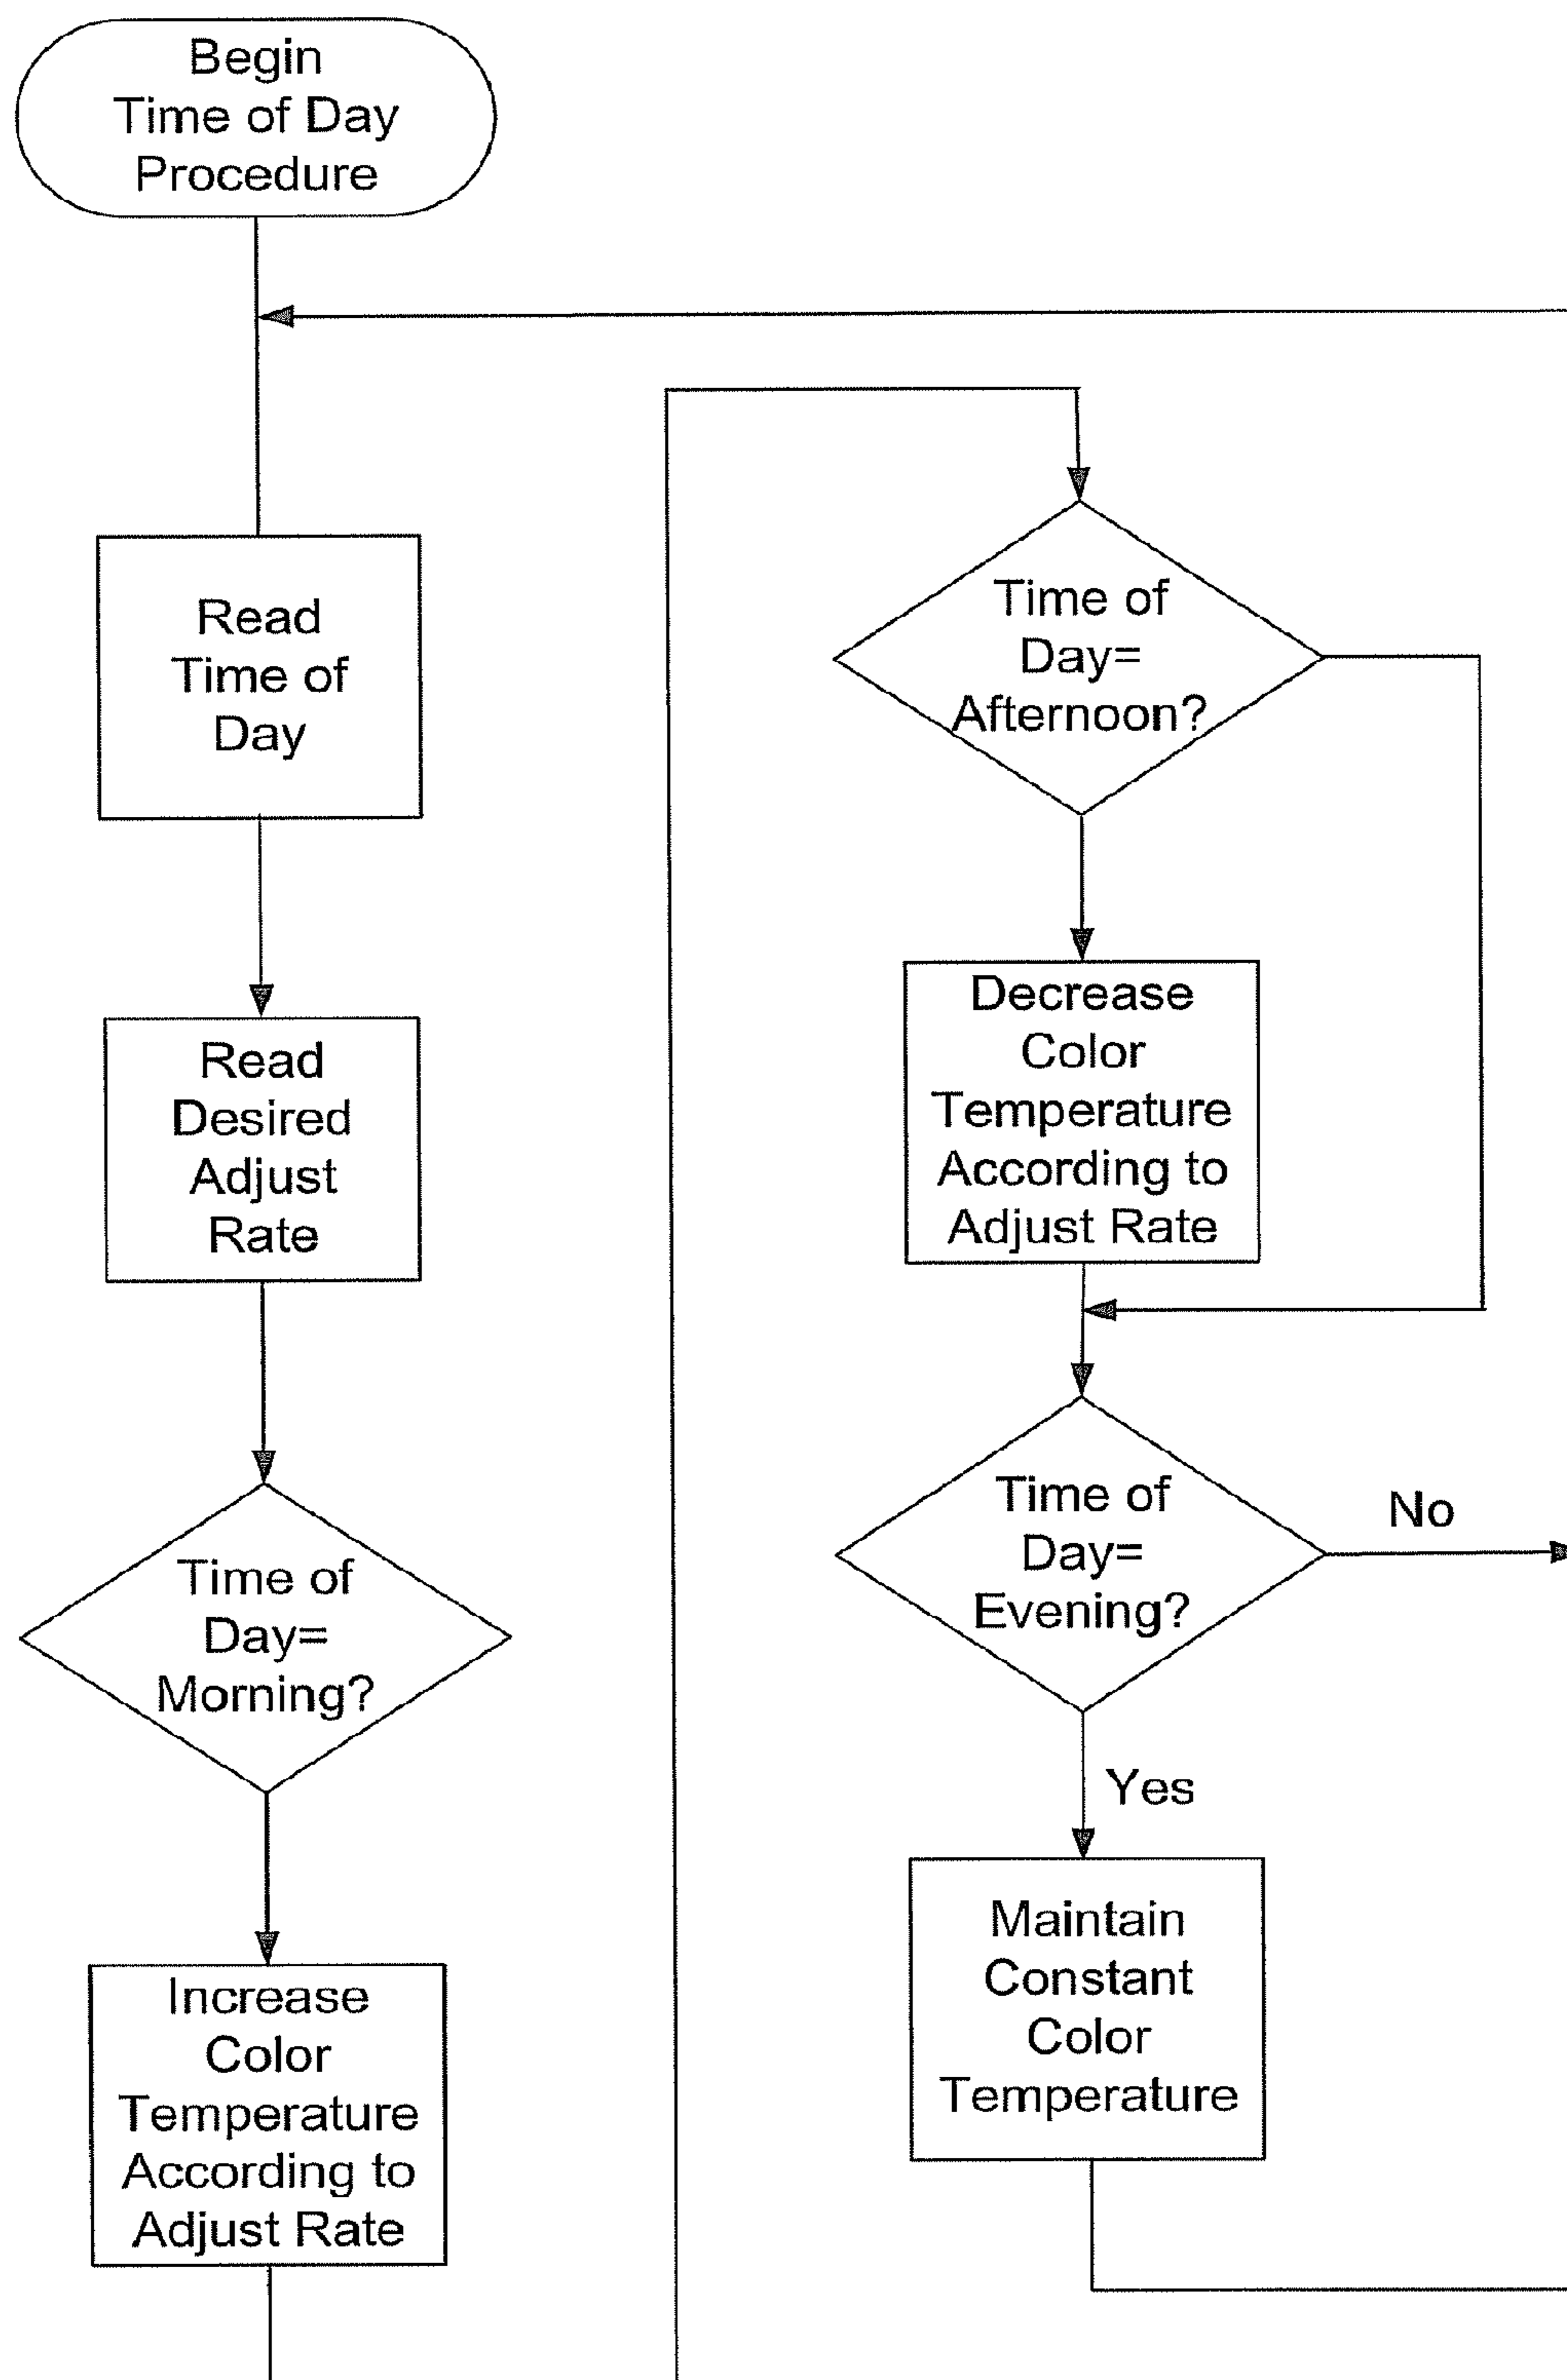 Begin
Time of Day
Procedure
Read
Time of
Day
Read
Desired
Adjust
Rate
Time of
Day=
Morning?
Increase
Color
Temperature
According to
Adjust Rate
Time of
Day=
Afternoon?
Decrease
Color
Temperature
According to
Adjust Rate
Time of
Day=
Evening?
No
Yes
Maintain
Constant
Color
Temperature